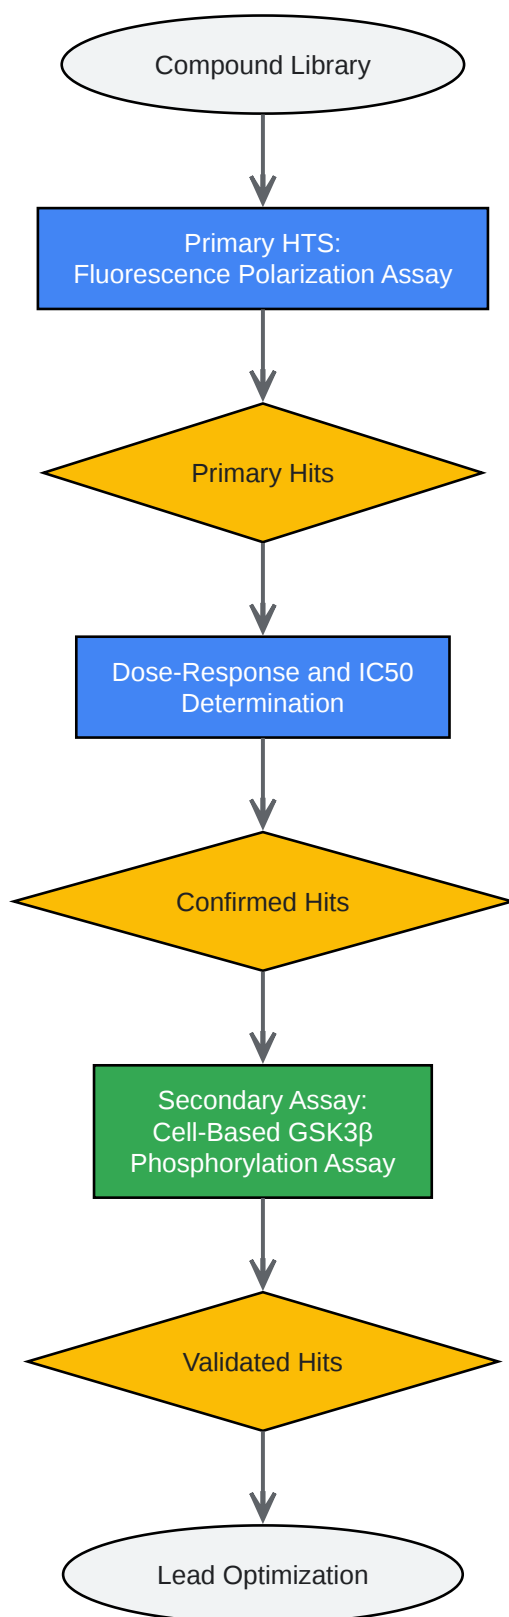 Compound Library
Primary HTS:
Fluorescence Polarization Assay
Primary Hits
Dose-Response and IC50
Determination
Confirmed Hits
Secondary Assay:
Cell-Based GSK3β
Phosphorylation Assay
Validated Hits
Lead Optimization